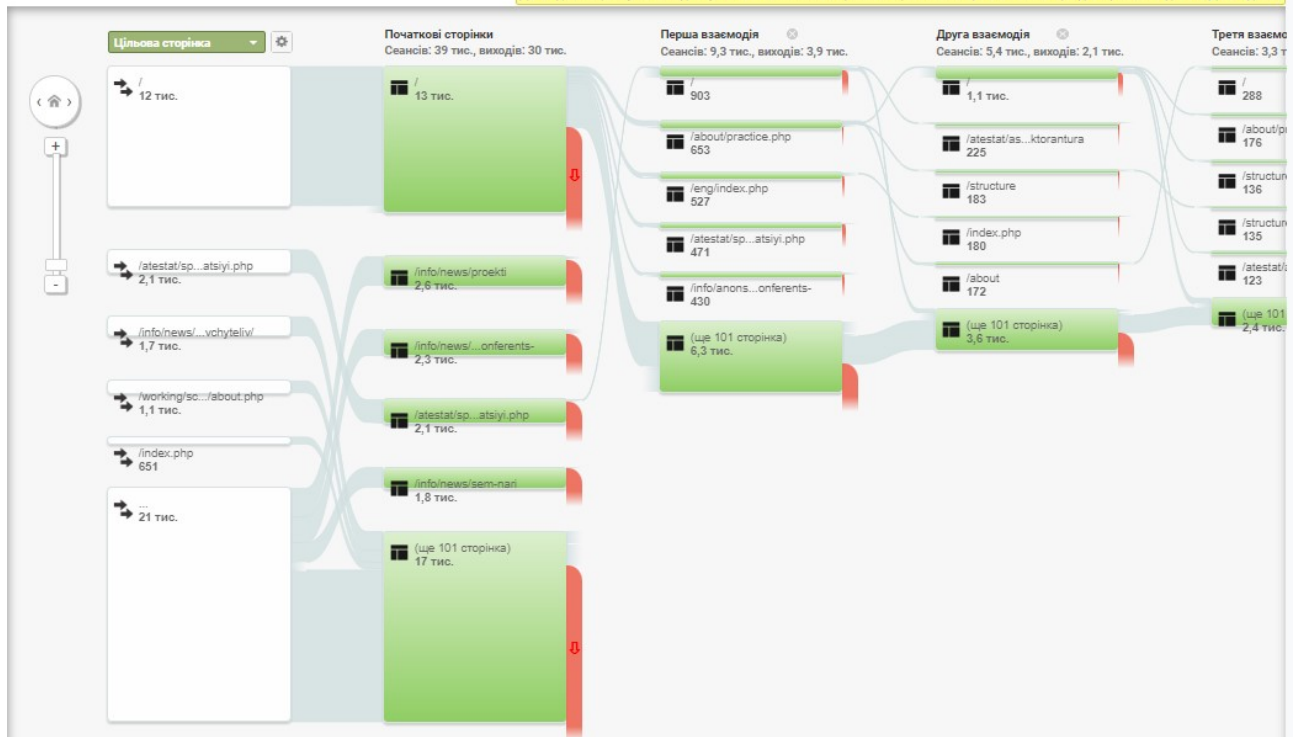 Цільова сторінка
/
12 тис.
/atestat/sp...atsiyi.php
2,1 тис.
/info/news/...vchyteliv/
1,7 тис.
/working/sc.../about.php
1,1 тис.
/index.php
651
...
21 тис.
Початкові сторінки
Сеансів: 39 тис., виходів: 30 тис.
/
13 тис.
/info/news/proekti
2,6 тис.
/info/news/...onferents-
2,3 тис.
/atestat/sp...atsiyi.php
2,1 тис.
/info/news/sem-nari
1,8 тис.
(ще 101 сторінка)
17 тис.
Перша взаємодія
Сеансів: 9,3 тис., виходів: 3,9 тис.
/
903
/about/practice.php
653
/eng/index.php
527
/atestat/sp...atsiyi.php
471
/info/anons...onferents-
430
(ще 101 сторінка)
6,3 тис.
Друга взаємодія
Сеансів: 5,4 тис., виходів: 2,1 тис.
/
1,1 тис.
/atestat/as...ktorantura
225
/structure
183
/index.php
180
/about
172
(ще 101 сторінка)
3,6 тис.
Третя взаємо
Сеансів: 3,3 т
/
288
/about/p
176
/structure
136
/structur
135
/atestat/
123
(ще 101
2,4 тис.